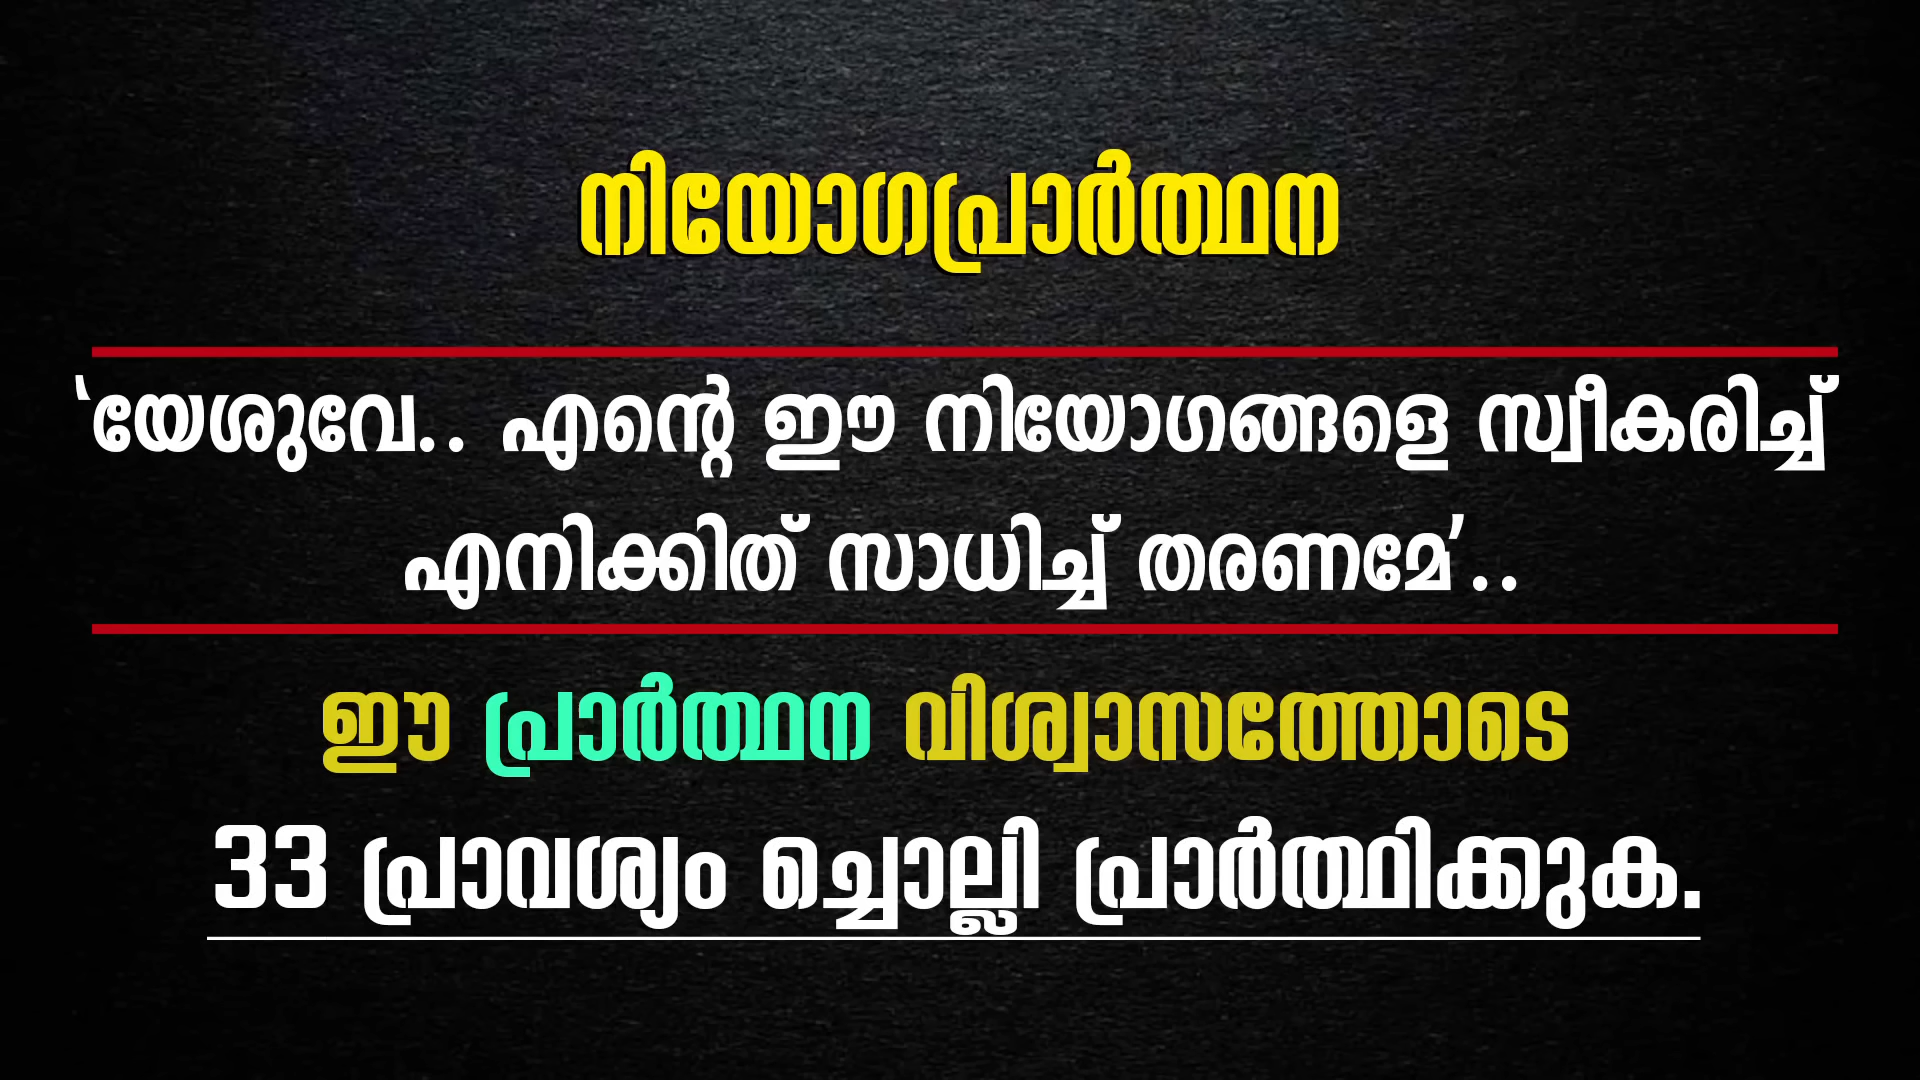 നിയോഗപ്രാർത്ഥന
‘യേശുവേ.. എന്റെ ഈ നിയോഗങ്ങളെ സ്വീകരിച്ച്
എനിക്കിത് സാധിച്ച് തരണമേ’..
ഈ പ്രാർത്ഥന വിശ്വാസത്തോടെ
33 പ്രാവശ്യം ച്ചൊല്ലി പ്രാർത്ഥിക്കുക.